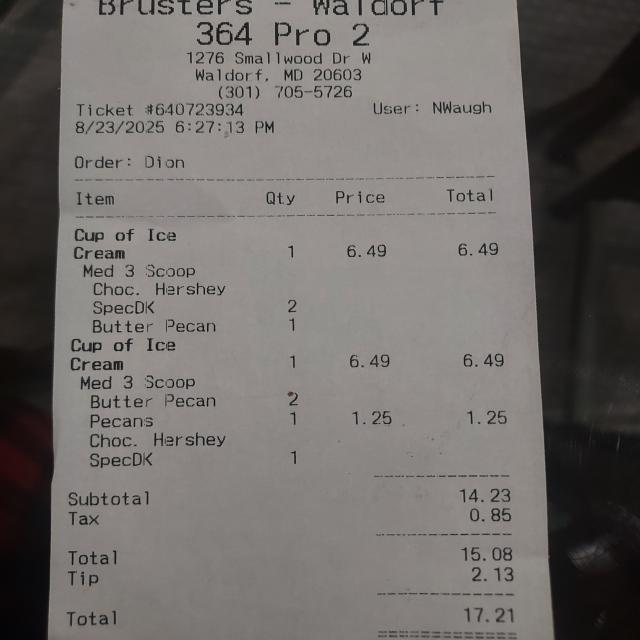 Brusters - Waldorf
364 Pro 2
1276 Smallwood Dr W
Waldorf, MD 20603
(301) 705-5726
Ticket #640723934 User: NWaugh
8/23/2025 6:27:13 PM
Order: Dion
Item Qty Price Total
Cup of Ice
Cream 1 6.49 6.49
Med 3 Scoop
Choc. Hershey
SpecDK 2
Butter Pecan 1
Cup of Ice
Cream 1 6.49 6.49
Med 3 Scoop
Butter Pecan 2
Pecans 1 1.25 1.25
Choc. Hershey
SpecDK 1
Subtotal 14.23
Tax 0.85
Total 15.08
Tip 2.13
Total 17.21